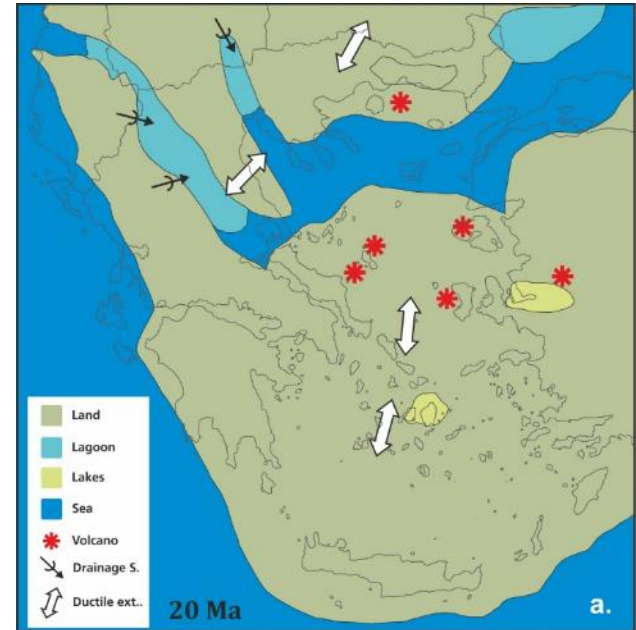 Land
Lagoon
Lakes
Sea
Volcano
Drainage S.
Ductile ext..
20 Ma
a.